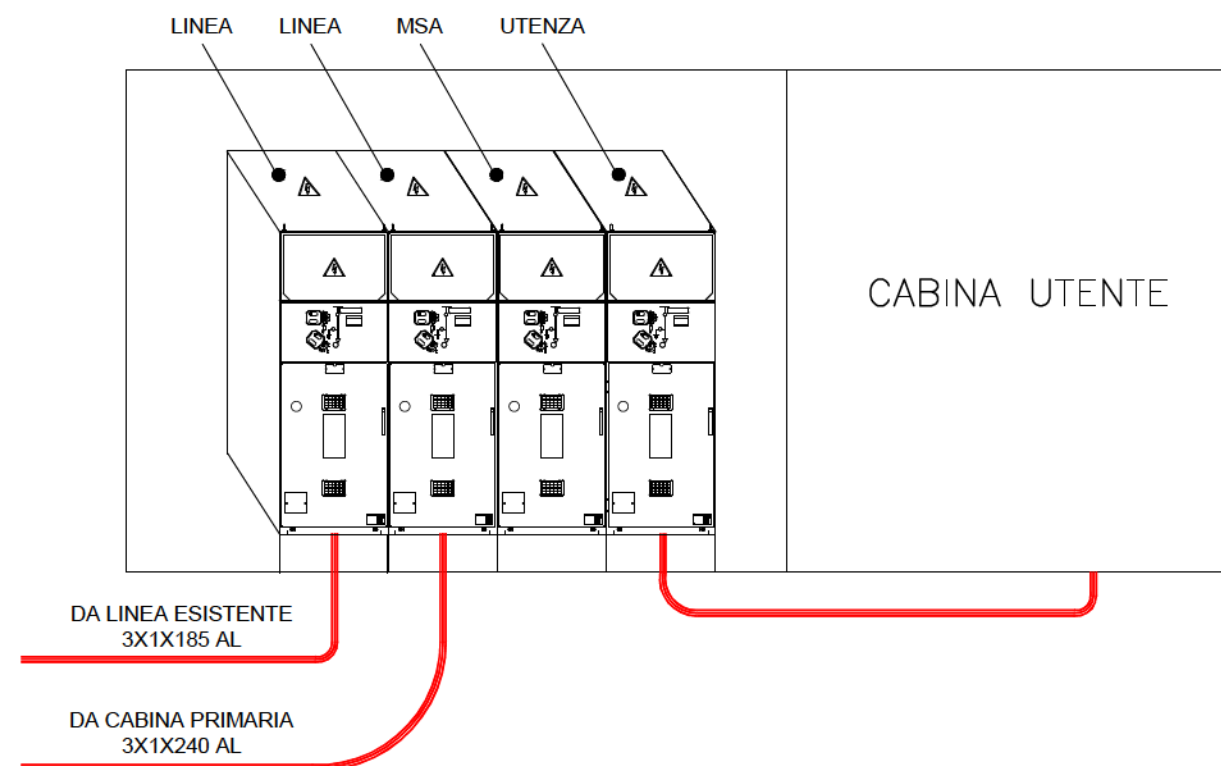 LINEA LINEA MSA UTENZA
CABINA UTENTE
DA LINEA ESISTENTE
3X1X185 AL
DA CABINA PRIMARIA
3X1X240 AL